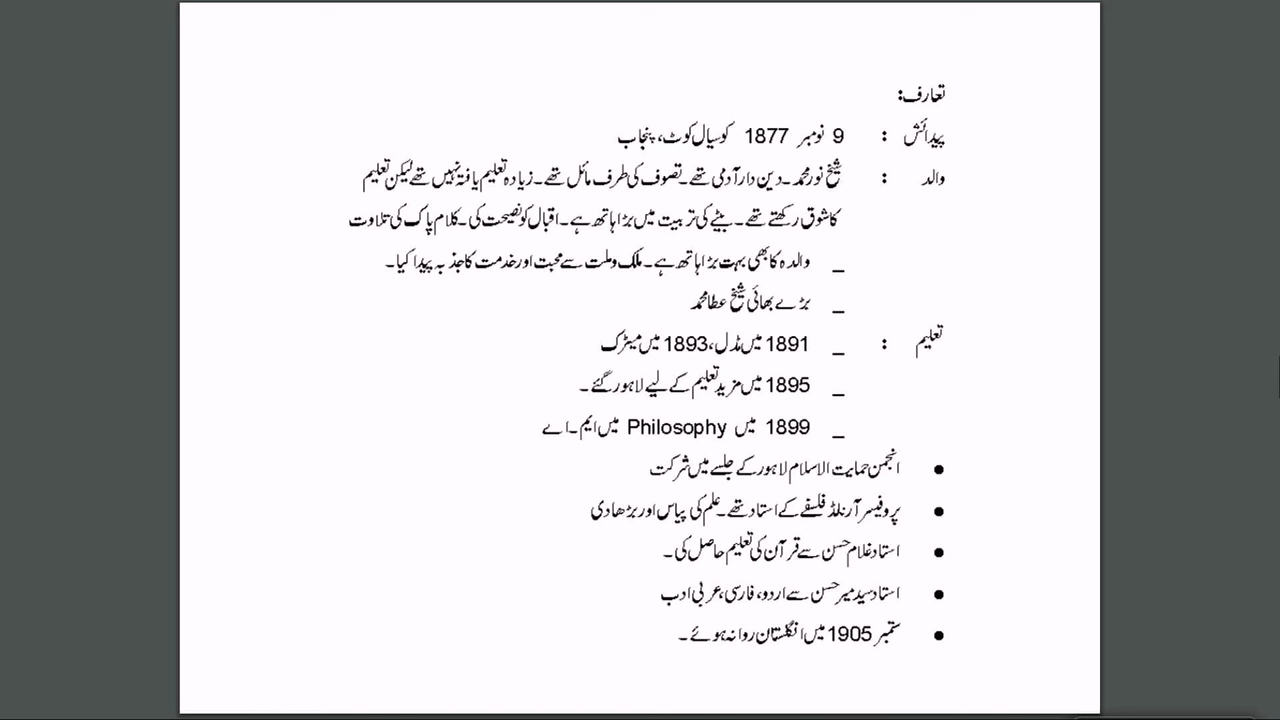 تعارف:
پیدائش : 9 نومبر 1877 کو سیال کوٹ، پنجاب
والد : شیخ نور محمد۔ دین دار آدمی تھے۔ تصوف کی طرف مائل تھے۔ زیادہ تعلیم یافتہ نہیں تھے لیکن تعلیم
کا شوق رکھتے تھے۔ بیٹے کی تربیت میں بڑا ہاتھ ہے۔ اقبال کو نصیحت کی۔ کلام پاک کی تلاوت
_ والدہ کا بھی بہت بڑا ہاتھ ہے۔ ملک وملت سے محبت اور خدمت کا جذبہ پیدا کیا۔
_ بڑے بھائی شیخ عطا محمد
تعلیم : _ 1891 میں مڈل، 1893 میں میٹرک
_ 1895 میں مزید تعلیم کے لیے لاہور گئے۔
_ 1899 میں Philosophy میں ایم۔اے
● انجمن حمایت الاسلام لاہور کے جلسے میں شرکت
● پروفیسر آرنلڈ فلسفے کے استاد تھے۔ علم کی پیاس اور بڑھا دی
● استاد غلام حسن سے قرآن کی تعلیم حاصل کی۔
● استاد سید میر حسن سے اردو، فارسی، عربی ادب
● ستمبر 1905 میں انگلستان روانہ ہوئے۔